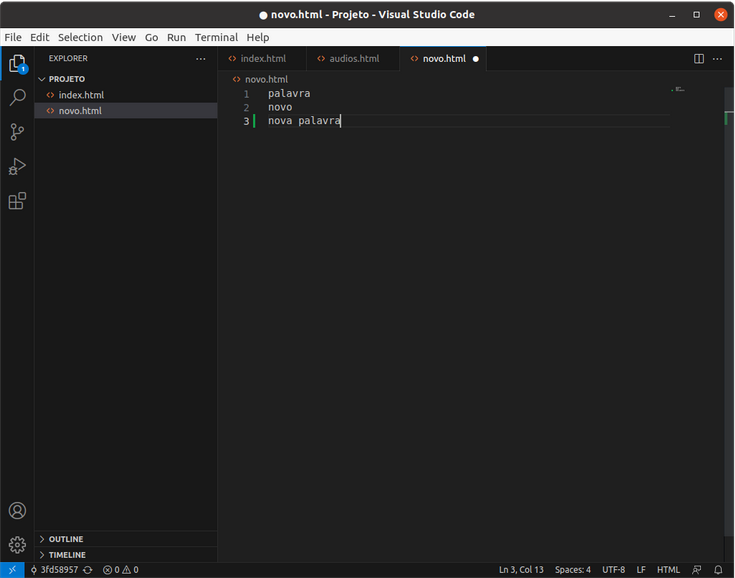 novo.html - Projeto - Visual Studio Code
File Edit Selection View Go Run Terminal Help
EXPLORER
index.html audios.html novo.html
PROJETO
index.html
novo.html
novo.html
1 palavra
2 novo
3 nova palavra
1
OUTLINE
TIMELINE
3fd58957 0 0 Ln 3, Col 13 Spaces: 4 UTF-8 LF HTML